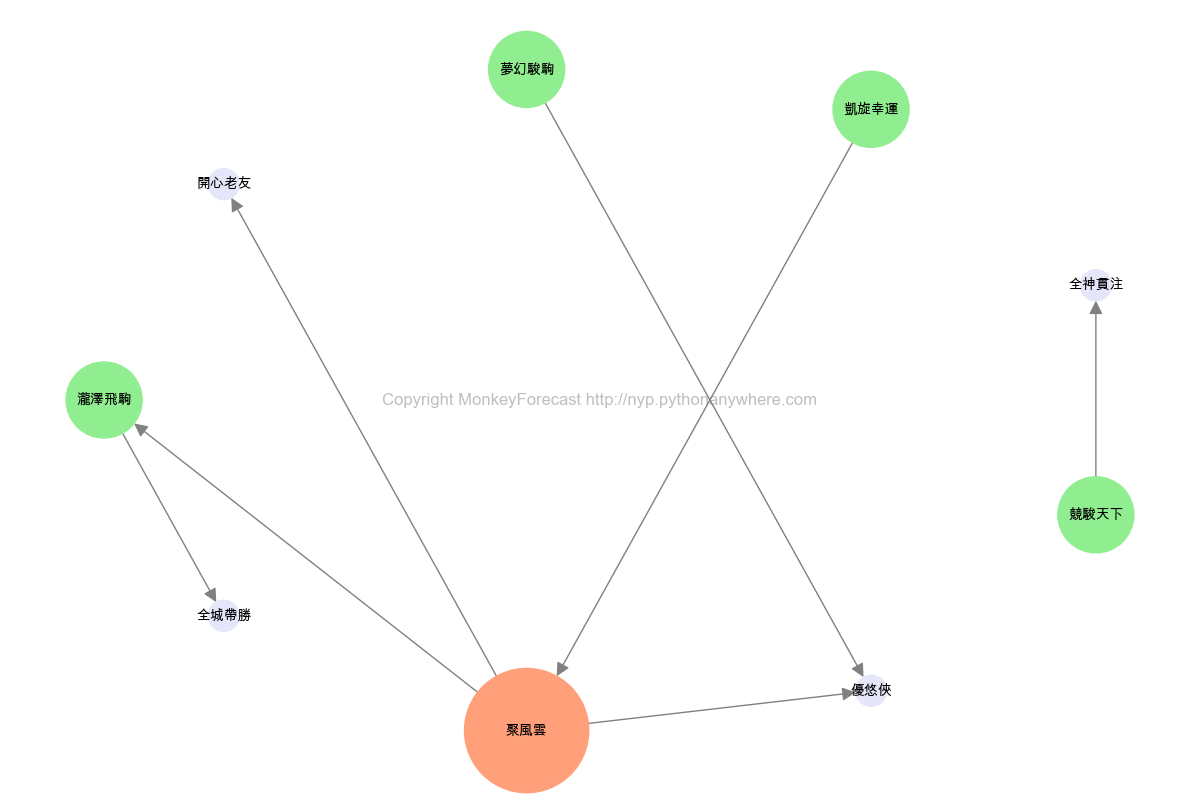 夢幻駿駒
凱旋幸運
開心老友
全神貫注
瀧澤飛駒
Copyright MonkeyForecast http://nyp.pythonanywhere.com
競駿天下
全城帶勝
優悠俠
聚風雲